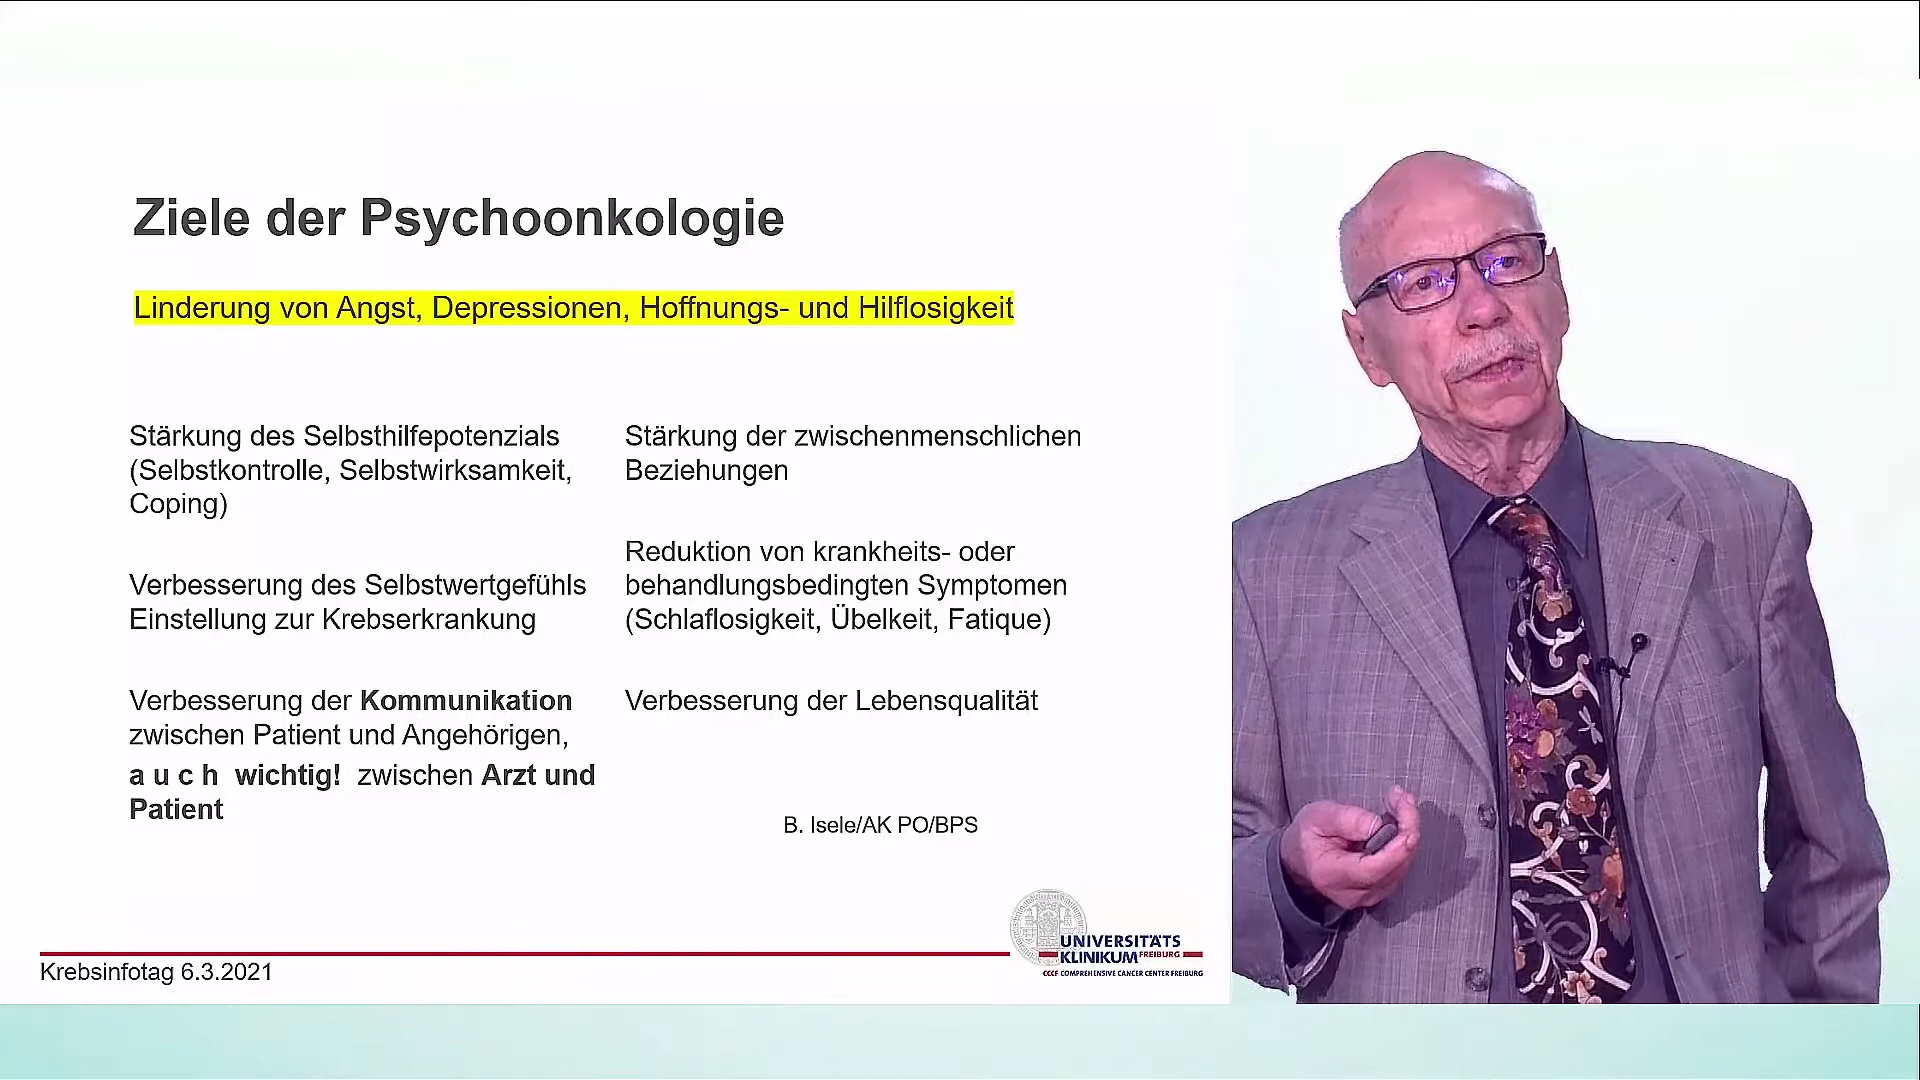 Ziele der Psychoonkologie
Linderung von Angst, Depressionen, Hoffnungs- und Hilflosigkeit
Stärkung des Selbsthilfepotenzials
(Selbstkontrolle, Selbstwirksamkeit,
Coping)
Verbesserung des Selbstwertgefühls
Einstellung zur Krebserkrankung
Verbesserung der Kommunikation
zwischen Patient und Angehörigen,
a u c h wichtig! zwischen Arzt und
Patient
Stärkung der zwischenmenschlichen
Beziehungen
Reduktion von krankheits- oder
behandlungsbedingten Symptomen
(Schlaflosigkeit, Übelkeit, Fatique)
Verbesserung der Lebensqualität
B. Isele/AK PO/BPS
UNIVERSITÄTS
KLINIKUM FREIBURG
CCCF COMPREHENSIVE CANCER CENTER FREIBURG
Krebsinfotag 6.3.2021